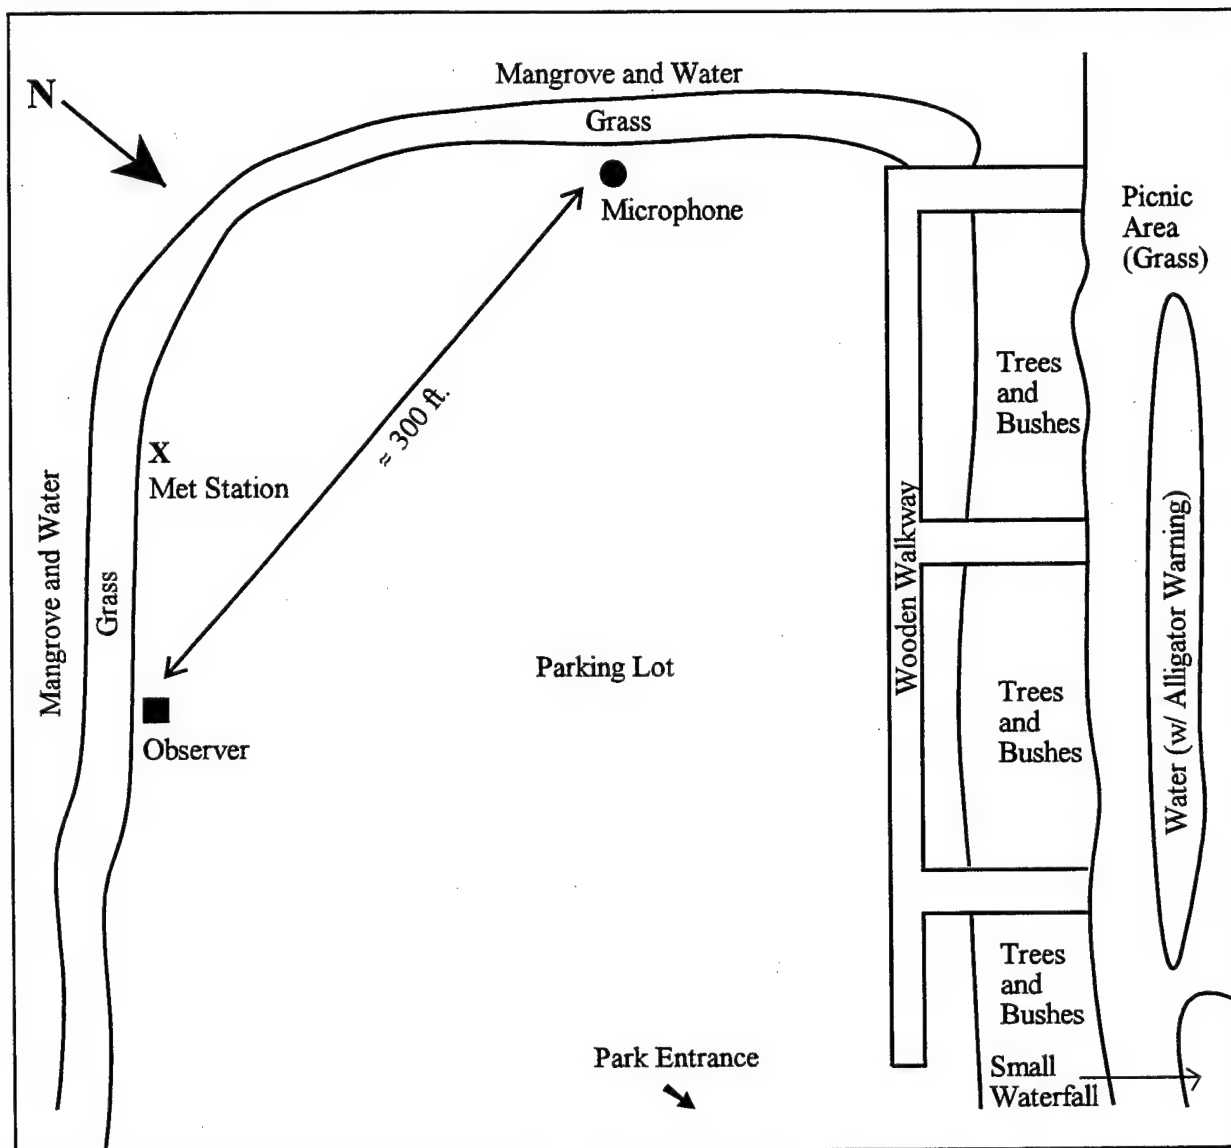 Mangrove and Water
N
Grass
Microphone
Picnic
Area
(Grass)
≈ 300 ft.
Trees
and
Bushes
X
Met Station
Mangrove and Water
Grass
Wooden Walkway
Water (w/ Alligator Warning)
Parking Lot
Trees
and
Bushes
Observer
Trees
and
Bushes
Park Entrance
Small
Waterfall